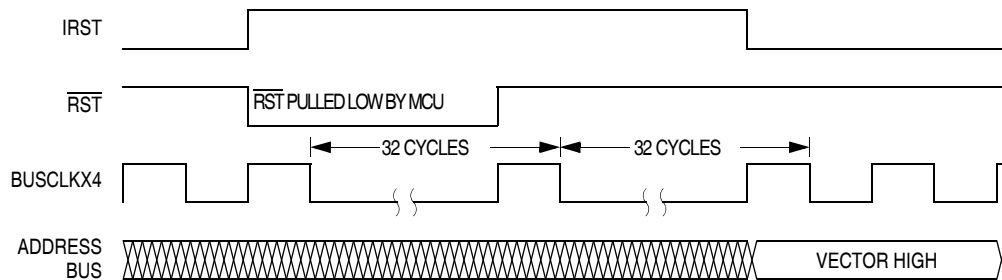 IRST
RST
RST PULLED LOW BY MCU
32 CYCLES 32 CYCLES
BUSCLKX4
ADDRESS
BUS
VECTOR HIGH